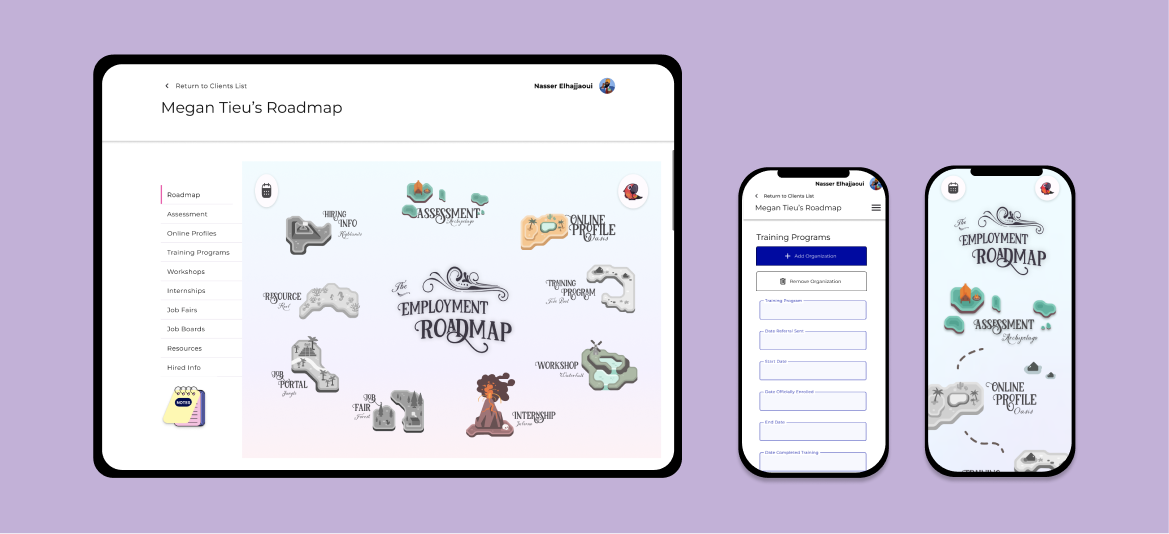 Return to Clients List
Nasser Elhajjaoui
Megan Tieu's Roadmap
Roadmap
Assessment
Online Profiles
Training Programs
Workshops
Internships
Job Fairs
Job Boards
Resources
Hired Info
NOTES
HIRING
INFO
Highlands
ASSESSMENT
Archipelago
ONLINE
PROFILE
Oasis
RESOURCE
Reef
The
EMPLOYMENT
ROADMAP
TRAINING
PROGRAM
WORKSHOP
Waterfall
JOB
PORTAL
Jungle
JOB
FAIR
Forest
INTERNSHIP
Nasser Elhajjaoui
Return to Clients List
Megan Tieu's Roadmap
Training Programs
+ Add Organization
Remove Organization
Training Program
Date Referral Sent
Start Date
Date Officially Enrolled
End Date
Date Completed Training
The
EMPLOYMENT
ROADMAP
ASSESSMENT
Archipelago
ONLINE
PROFILE
Oasis